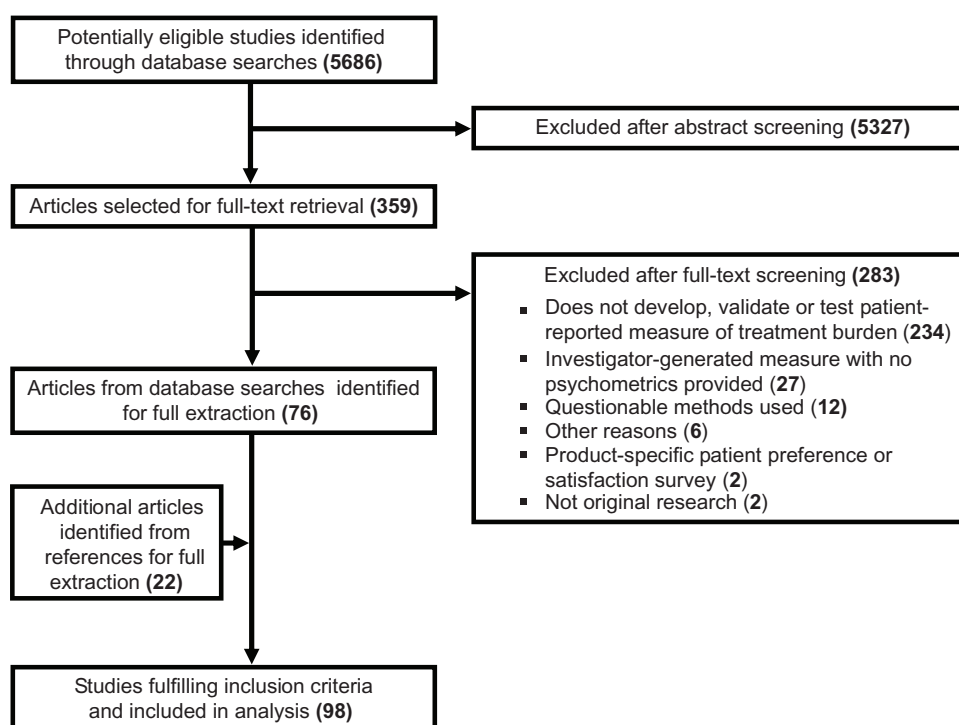 Potentially eligible studies identified
through database searches (5686)
Excluded after abstract screening (5327)
Articles selected for full-text retrieval (359)
Excluded after full-text screening (283)
▪ Does not develop, validate or test patient-
reported measure of treatment burden (234)
▪ Investigator-generated measure with no
psychometrics provided (27)
▪ Questionable methods used (12)
▪ Other reasons (6)
▪ Product-specific patient preference or
satisfaction survey (2)
▪ Not original research (2)
Articles from database searches identified
for full extraction (76)
Additional articles
identified from
references for full
extraction (22)
Studies fulfilling inclusion criteria
and included in analysis (98)